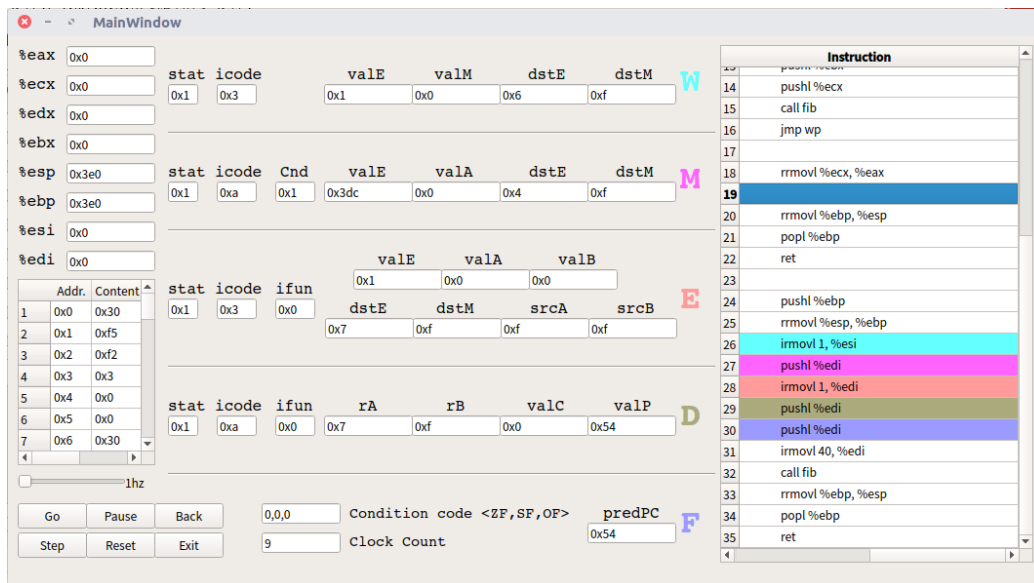 MainWindow
%eax 0x0
%ecx 0x0
%edx 0x0
%ebx 0x0
%esp 0x3e0
%ebp 0x3e0
%esi 0x0
%edi 0x0
Addr. Content
1 0x0 0x30
2 0x1 0xf5
3 0x2 0xf2
4 0x3 0x3
5 0x4 0x0
6 0x5 0x0
7 0x6 0x30
1hz
Go Pause Back
Step Reset Exit
stat icode valE valM dstE dstM W
0x1 0x3 0x1 0x0 0x6 0xf
stat icode Cnd valE valA dstE dstM M
0x1 0xa 0x1 0x3dc 0x0 0x4 0xf
valE valA valB
0x1 0x0 0x0
stat icode ifun dstE dstM srcA srcB E
0x1 0x3 0x0 0x7 0xf 0xf 0xf
stat icode ifun rA rB valC valP D
0x1 0xa 0x0 0x7 0xf 0x0 0x54
0,0,0 Condition code <ZF,SF,OF> predPC F
9 Clock Count 0x54
Instruction
14 pushl %ecx
15 call fib
16 jmp wp
17
18 rrmovl %ecx, %eax
19
20 rrmovl %ebp, %esp
21 popl %ebp
22 ret
23
24 pushl %ebp
25 rrmovl %esp, %ebp
26 irmovl 1, %esi
27 pushl %edi
28 irmovl 1, %edi
29 pushl %edi
30 pushl %edi
31 irmovl 40, %edi
32 call fib
33 rrmovl %ebp, %esp
34 popl %ebp
35 ret